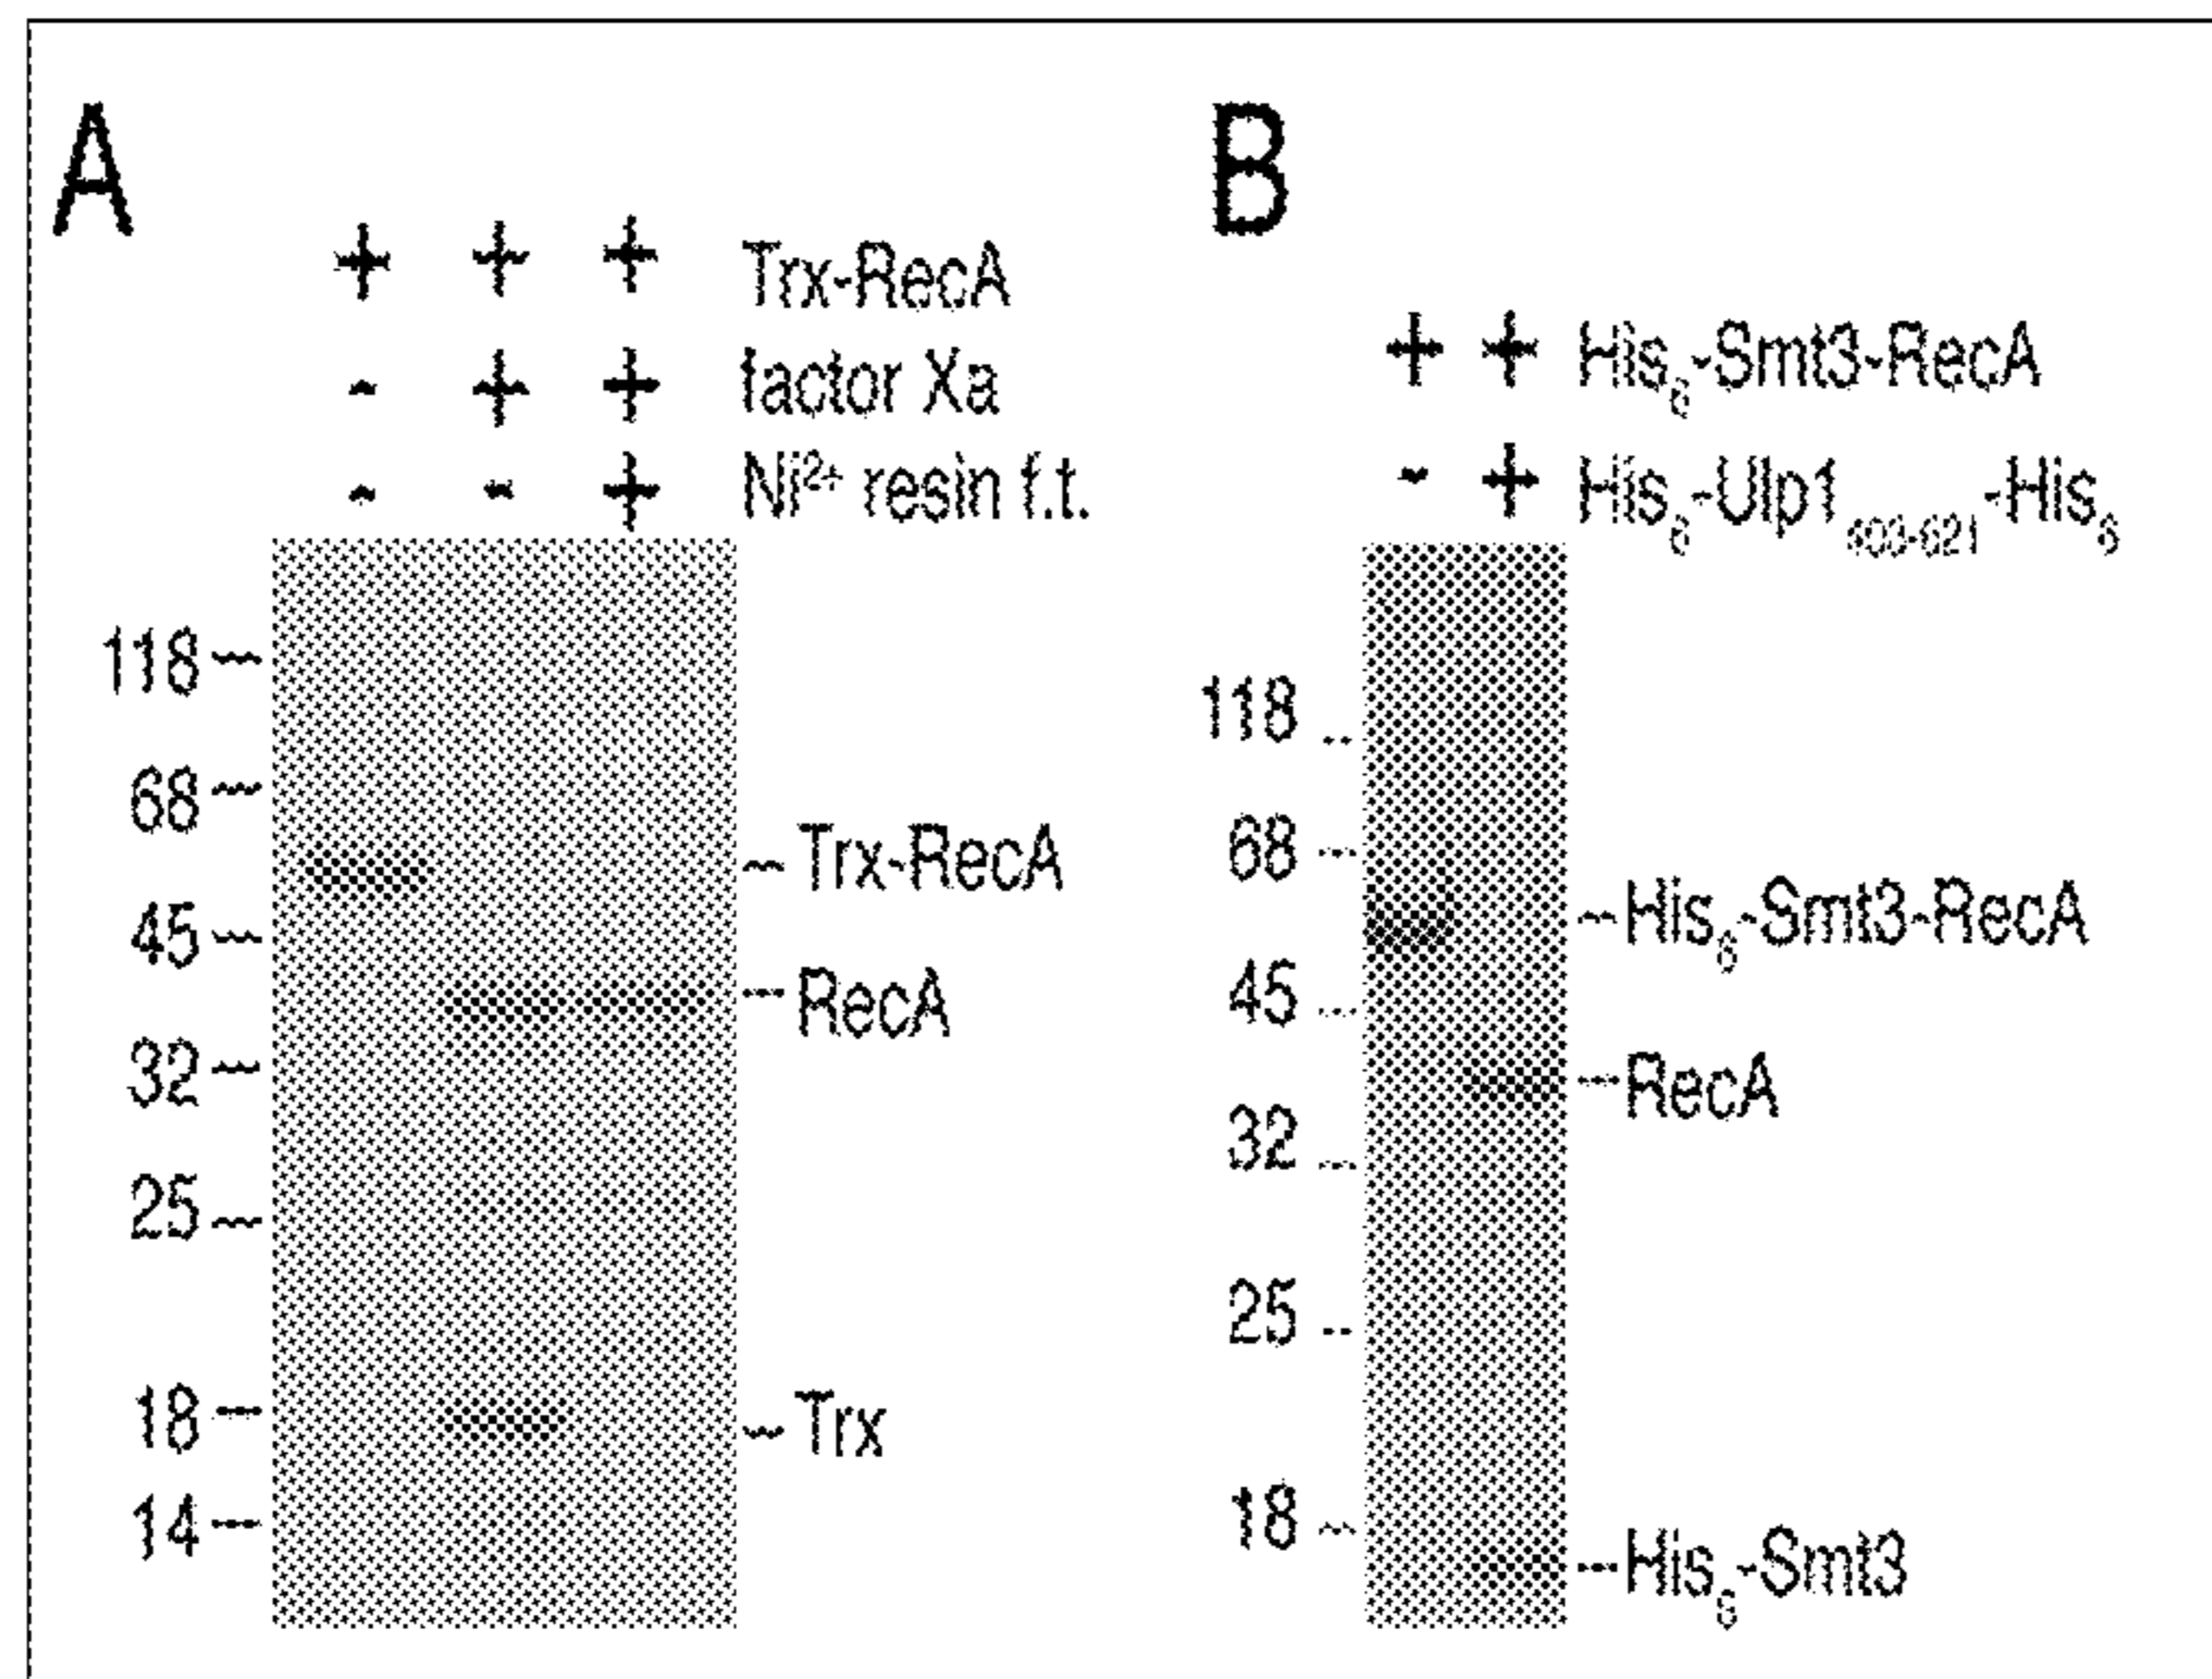 A
+ + + Trx-RecA
- + + factor Xa
- - + Ni²⁺ resin f.t.
118
68
45
32
25
18
14
Trx-RecA
RecA
Trx
B
+ + His₆-Smt3-RecA
- + His₆-Ulp1₄₀₃₋₆₂₁-His₆
118
68
45
32
25
18
His₆-Smt3-RecA
RecA
His₆-Smt3